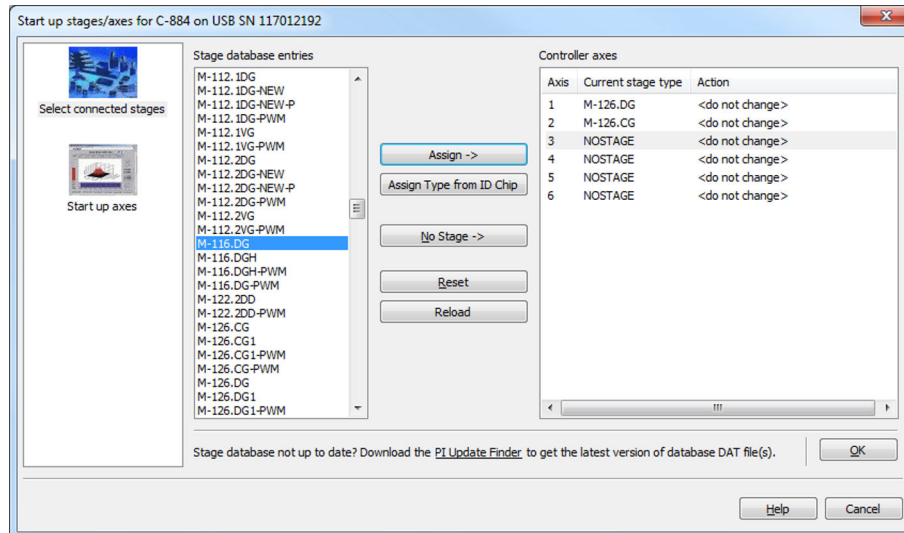 Start up stages/axes for C-884 on USB SN 117012192
Select connected stages
Start up axes
Stage database entries
M-112.1DG
M-112.1DG-NEW
M-112.1DG-NEW-P
M-112.1DG-PWM
M-112.1VG
M-112.1VG-PWM
M-112.2DG
M-112.2DG-NEW
M-112.2DG-NEW-P
M-112.2DG-PWM
M-112.2VG
M-112.2VG-PWM
M-116.DG
M-116.DGH
M-116.DGH-PWM
M-116.DG-PWM
M-122.2DD
M-122.2DD-PWM
M-126.CG
M-126.CG1
M-126.CG1-PWM
M-126.CG-PWM
M-126.DG
M-126.DG1
M-126.DG1-PWM
Assign ->
Assign Type from ID Chip
No Stage ->
Reset
Reload
Controller axes
Axis Current stage type Action
1 M-126.DG <do not change>
2 M-126.CG <do not change>
3 NOSTAGE <do not change>
4 NOSTAGE <do not change>
5 NOSTAGE <do not change>
6 NOSTAGE <do not change>
Stage database not up to date? Download the PI Update Finder to get the latest version of database DAT file(s).
OK
Help
Cancel